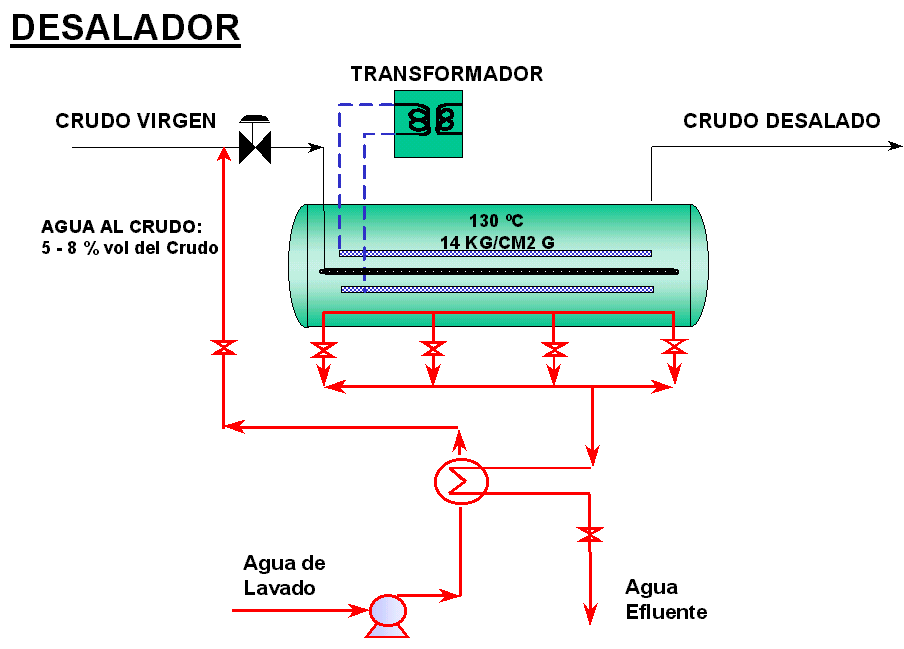 DESALADOR
TRANSFORMADOR
CRUDO VIRGEN
CRUDO DESALADO
AGUA AL CRUDO:
5 - 8 % vol del Crudo
130 ºC
14 KG/CM2 G
Agua de
Lavado
Agua
Efluente